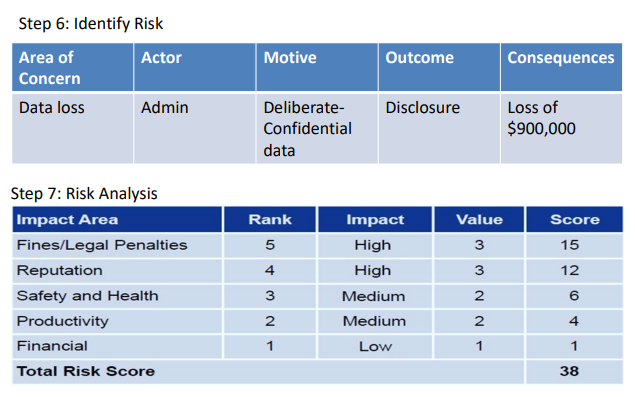 Step 6: Identify Risk
Area of Concern Actor Motive Outcome Consequences
Data loss Admin Deliberate-Confidential data Disclosure Loss of $900,000
Step 7: Risk Analysis
Impact Area Rank Impact Value Score
Fines/Legal Penalties 5 High 3 15
Reputation 4 High 3 12
Safety and Health 3 Medium 2 6
Productivity 2 Medium 2 4
Financial 1 Low 1 1
Total Risk Score 38